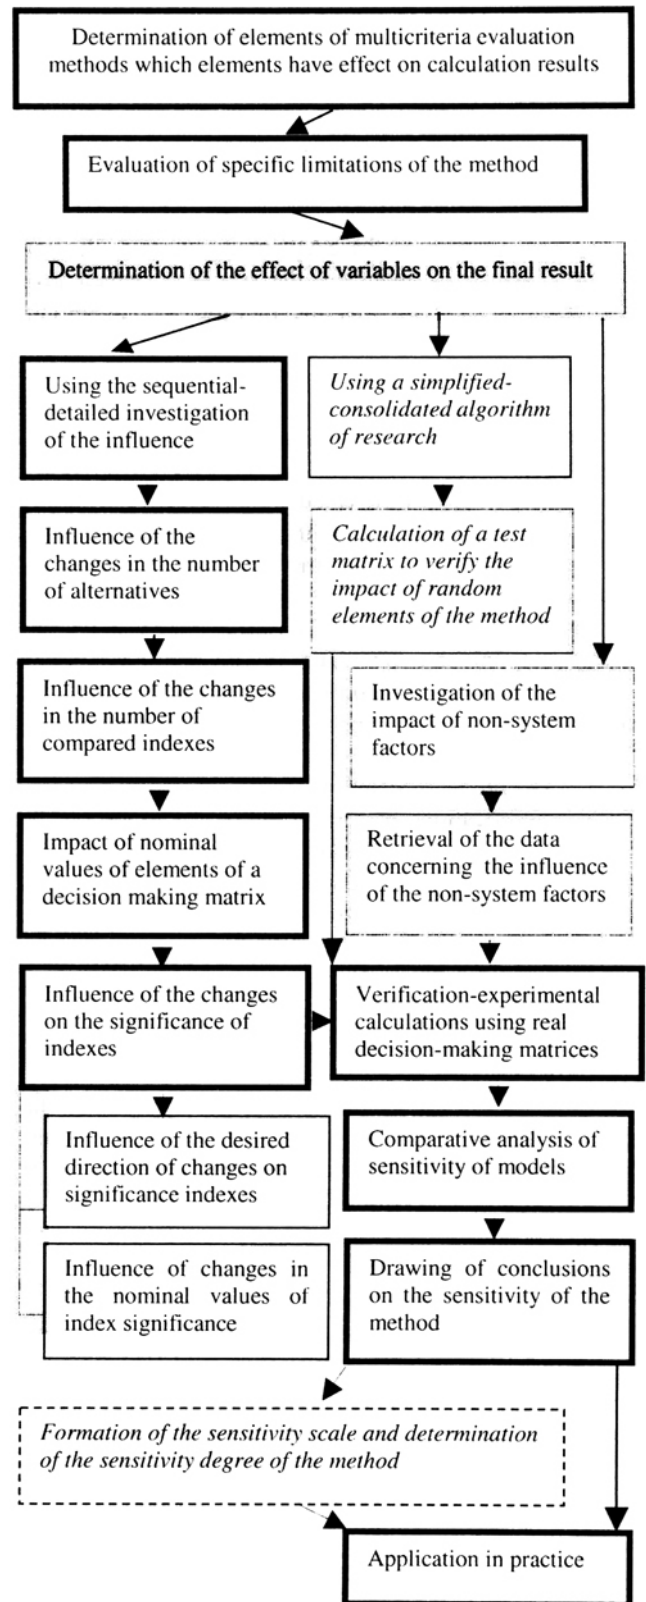 Determination of elements of multicriteria evaluation
methods which elements have effect on calculation results
Evaluation of specific limitations of the method
Determination of the effect of variables on the final result
Using the sequential-
detailed investigation
of the influence
Using a simplified-
consolidated algorithm
of research
Influence of the
changes in the number
of alternatives
Calculation of a test
matrix to verify the
impact of random
elements of the method
Influence of the changes
in the number of
compared indexes
Investigation of the
impact of non-system
factors
Impact of nominal
values of elements of a
decision making matrix
Retrieval of the data
concerning the influence
of the non-system factors
Influence of the changes
on the significance of
indexes
Verification-experimental
calculations using real
decision-making matrices
Influence of the desired
direction of changes on
significance indexes
Comparative analysis of
sensitivity of models
Influence of changes in
the nominal values of
index significance
Drawing of conclusions
on the sensitivity of the
method
Formation of the sensitivity scale and determination
of the sensitivity degree of the method
Application in practice